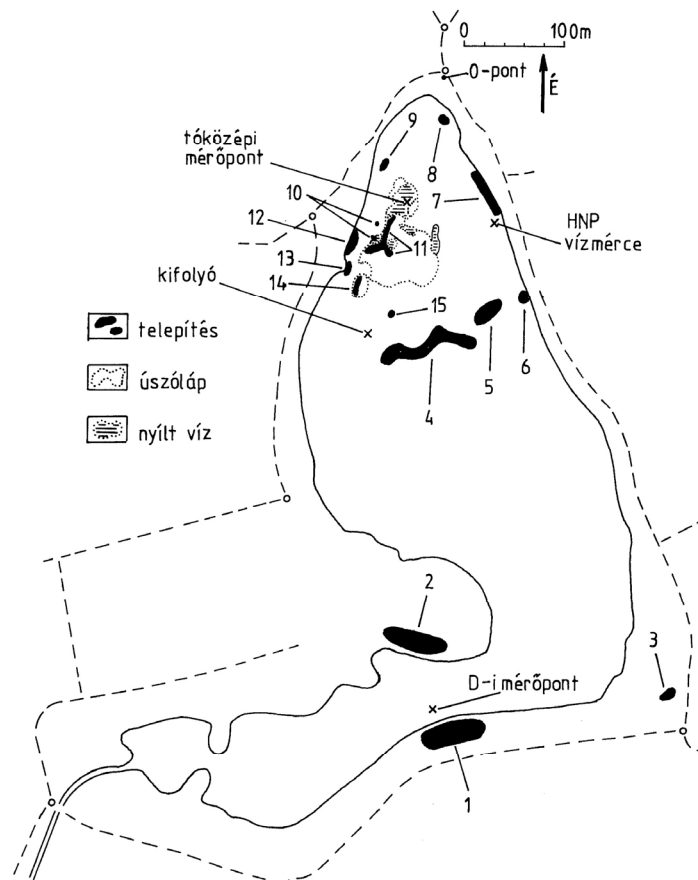 0 100m
0-pont
É
9
tóközépi
mérőpont
8
7
10
11
12
HNP
vízmérce
13
kifolyó
14
15
telepítés
úszóláp
nyílt víz
4
5
6
2
3
D-i mérőpont
1